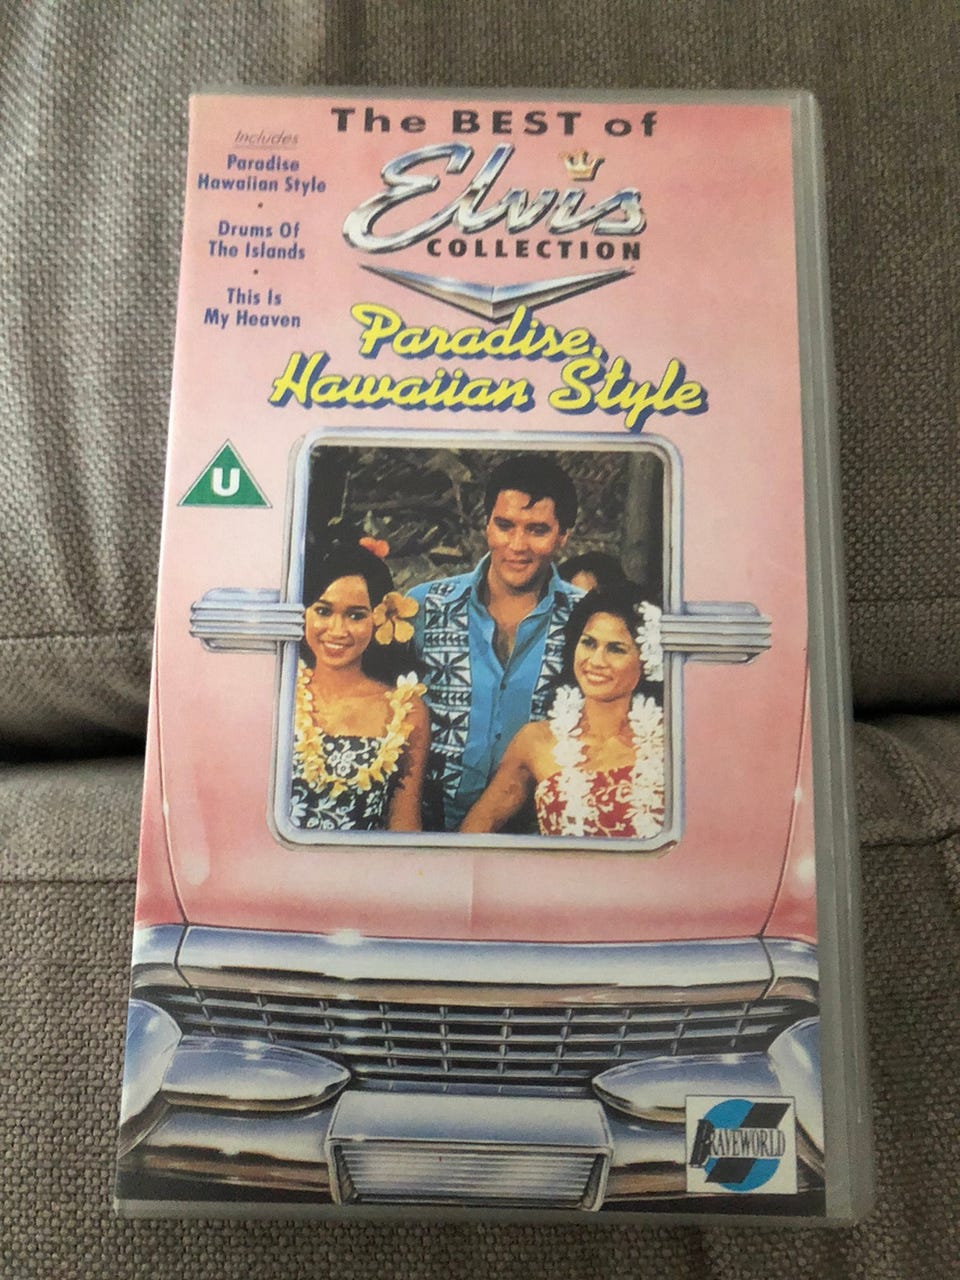 The BEST of
Elvis
COLLECTION
Includes
Paradise
Hawaiian Style
•
Drums Of
The Islands
•
This Is
My Heaven
Paradise,
Hawaiian Style
U
BRAVEWORLD